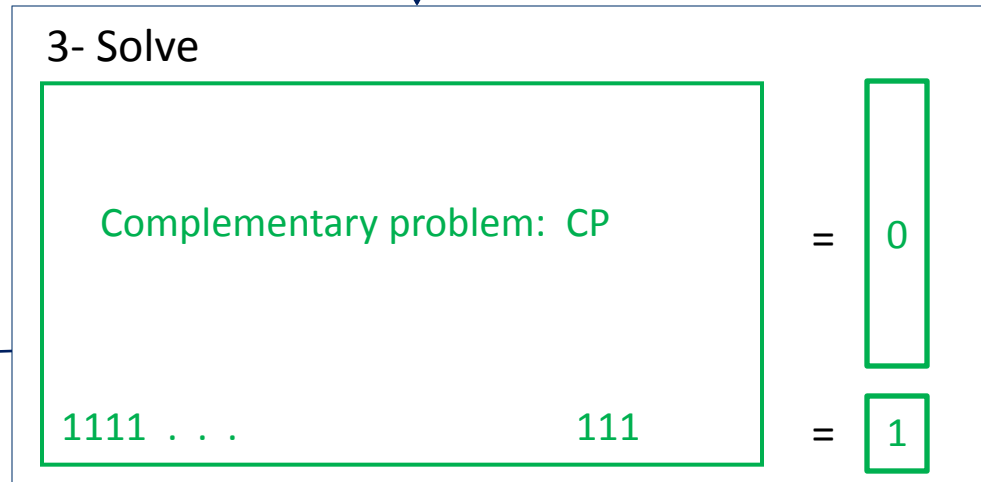 3- Solve
Complementary problem: CP
= 0
1111 . . . 111 = 1